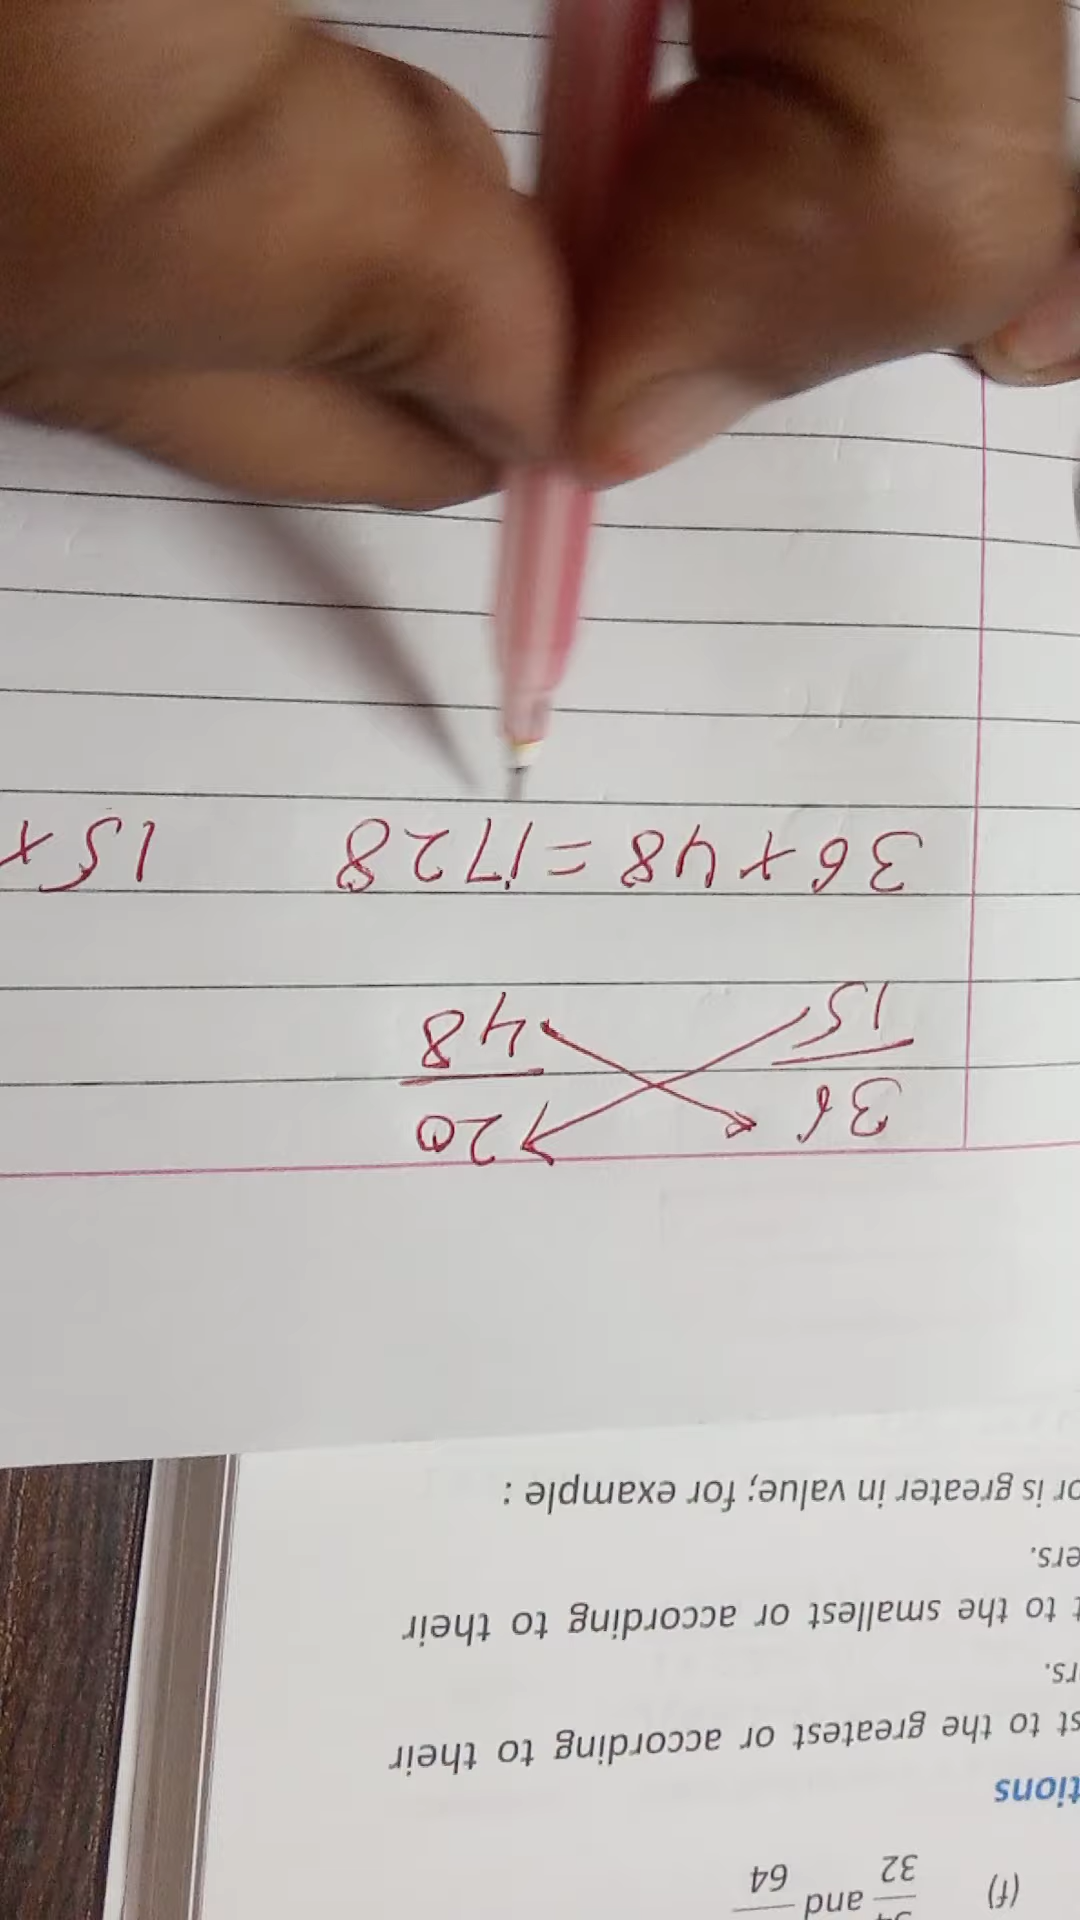 (f) and
32 64
tions
st to the greatest or according to their
rs.
t to the smallest or according to their
ers.
or is greater in value; for example :
36 20
15 48
36 x 48 = 1728 15 x